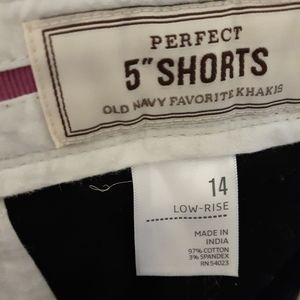 PERFECT
5" SHORTS
OLD NAVY FAVORITE KHAKIS
14
LOW-RISE
MADE IN
INDIA
97% COTTON
3% SPANDEX
RN 54023